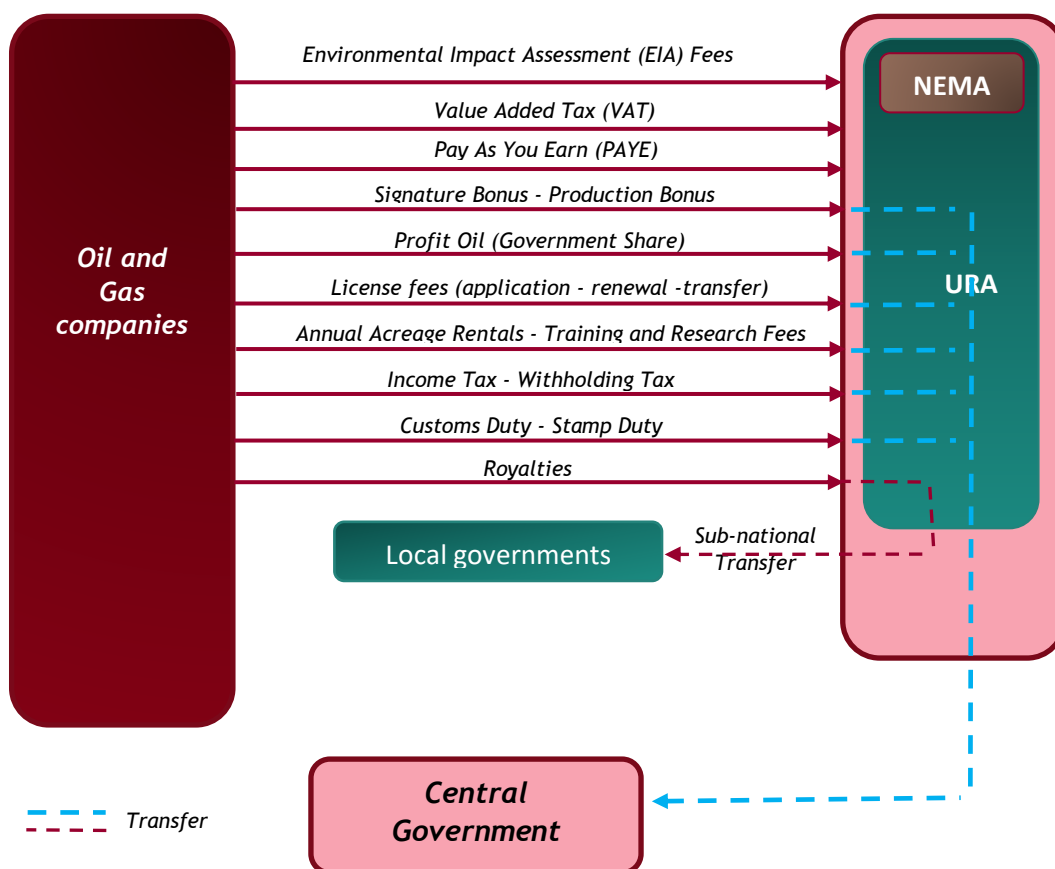 Environmental Impact Assessment (EIA) Fees
NEMA
Value Added Tax (VAT)
Pay As You Earn (PAYE)
Signature Bonus - Production Bonus
Oil and
Gas
companies
Profit Oil (Government Share)
URA
License fees (application - renewal -transfer)
Annual Acreage Rentals - Training and Research Fees
Income Tax - Withholding Tax
Customs Duty - Stamp Duty
Royalties
Local governments
Sub-national
Transfer
Central
Government
Transfer